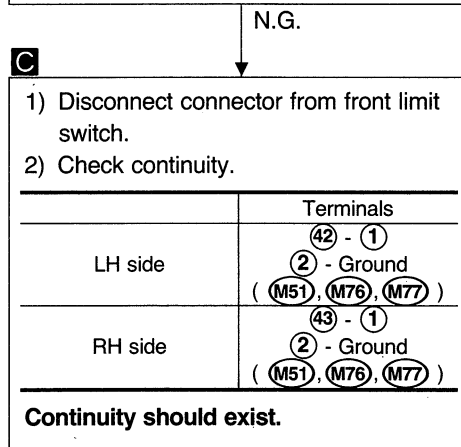 N.G.
C
1) Disconnect connector from front limit
switch.
2) Check continuity.
Terminals
LH side
42 - 1
2 - Ground
( M51, M76, M77 )
RH side
43 - 1
2 - Ground
( M51, M76, M77 )
Continuity should exist.